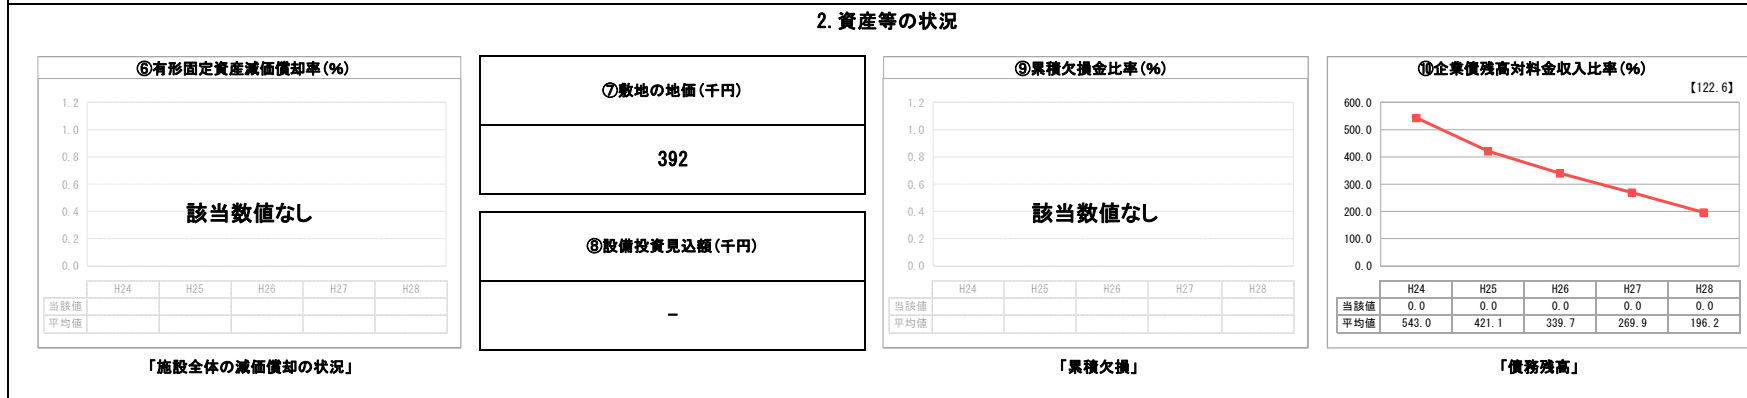 2. 資産等の状況
⑥有形固定資産減価償却率(%)
1.2
1.0
0.8
0.6
0.4
0.2
0.0
該当数値なし
H24 H25 H26 H27 H28
当該値
平均値
「施設全体の減価償却の状況」
⑦敷地の地価(千円)
392
⑧設備投資見込額(千円)
-
⑨累積欠損金比率(%)
1.2
1.0
0.8
0.6
0.4
0.2
0.0
該当数値なし
H24 H25 H26 H27 H28
当該値
平均値
「累積欠損」
⑩企業債残高対料金収入比率(%)
【122.6】
600.0
500.0
400.0
300.0
200.0
100.0
0.0
H24 H25 H26 H27 H28
当該値 0.0 0.0 0.0 0.0 0.0
平均値 543.0 421.1 339.7 269.9 196.2
「債務残高」